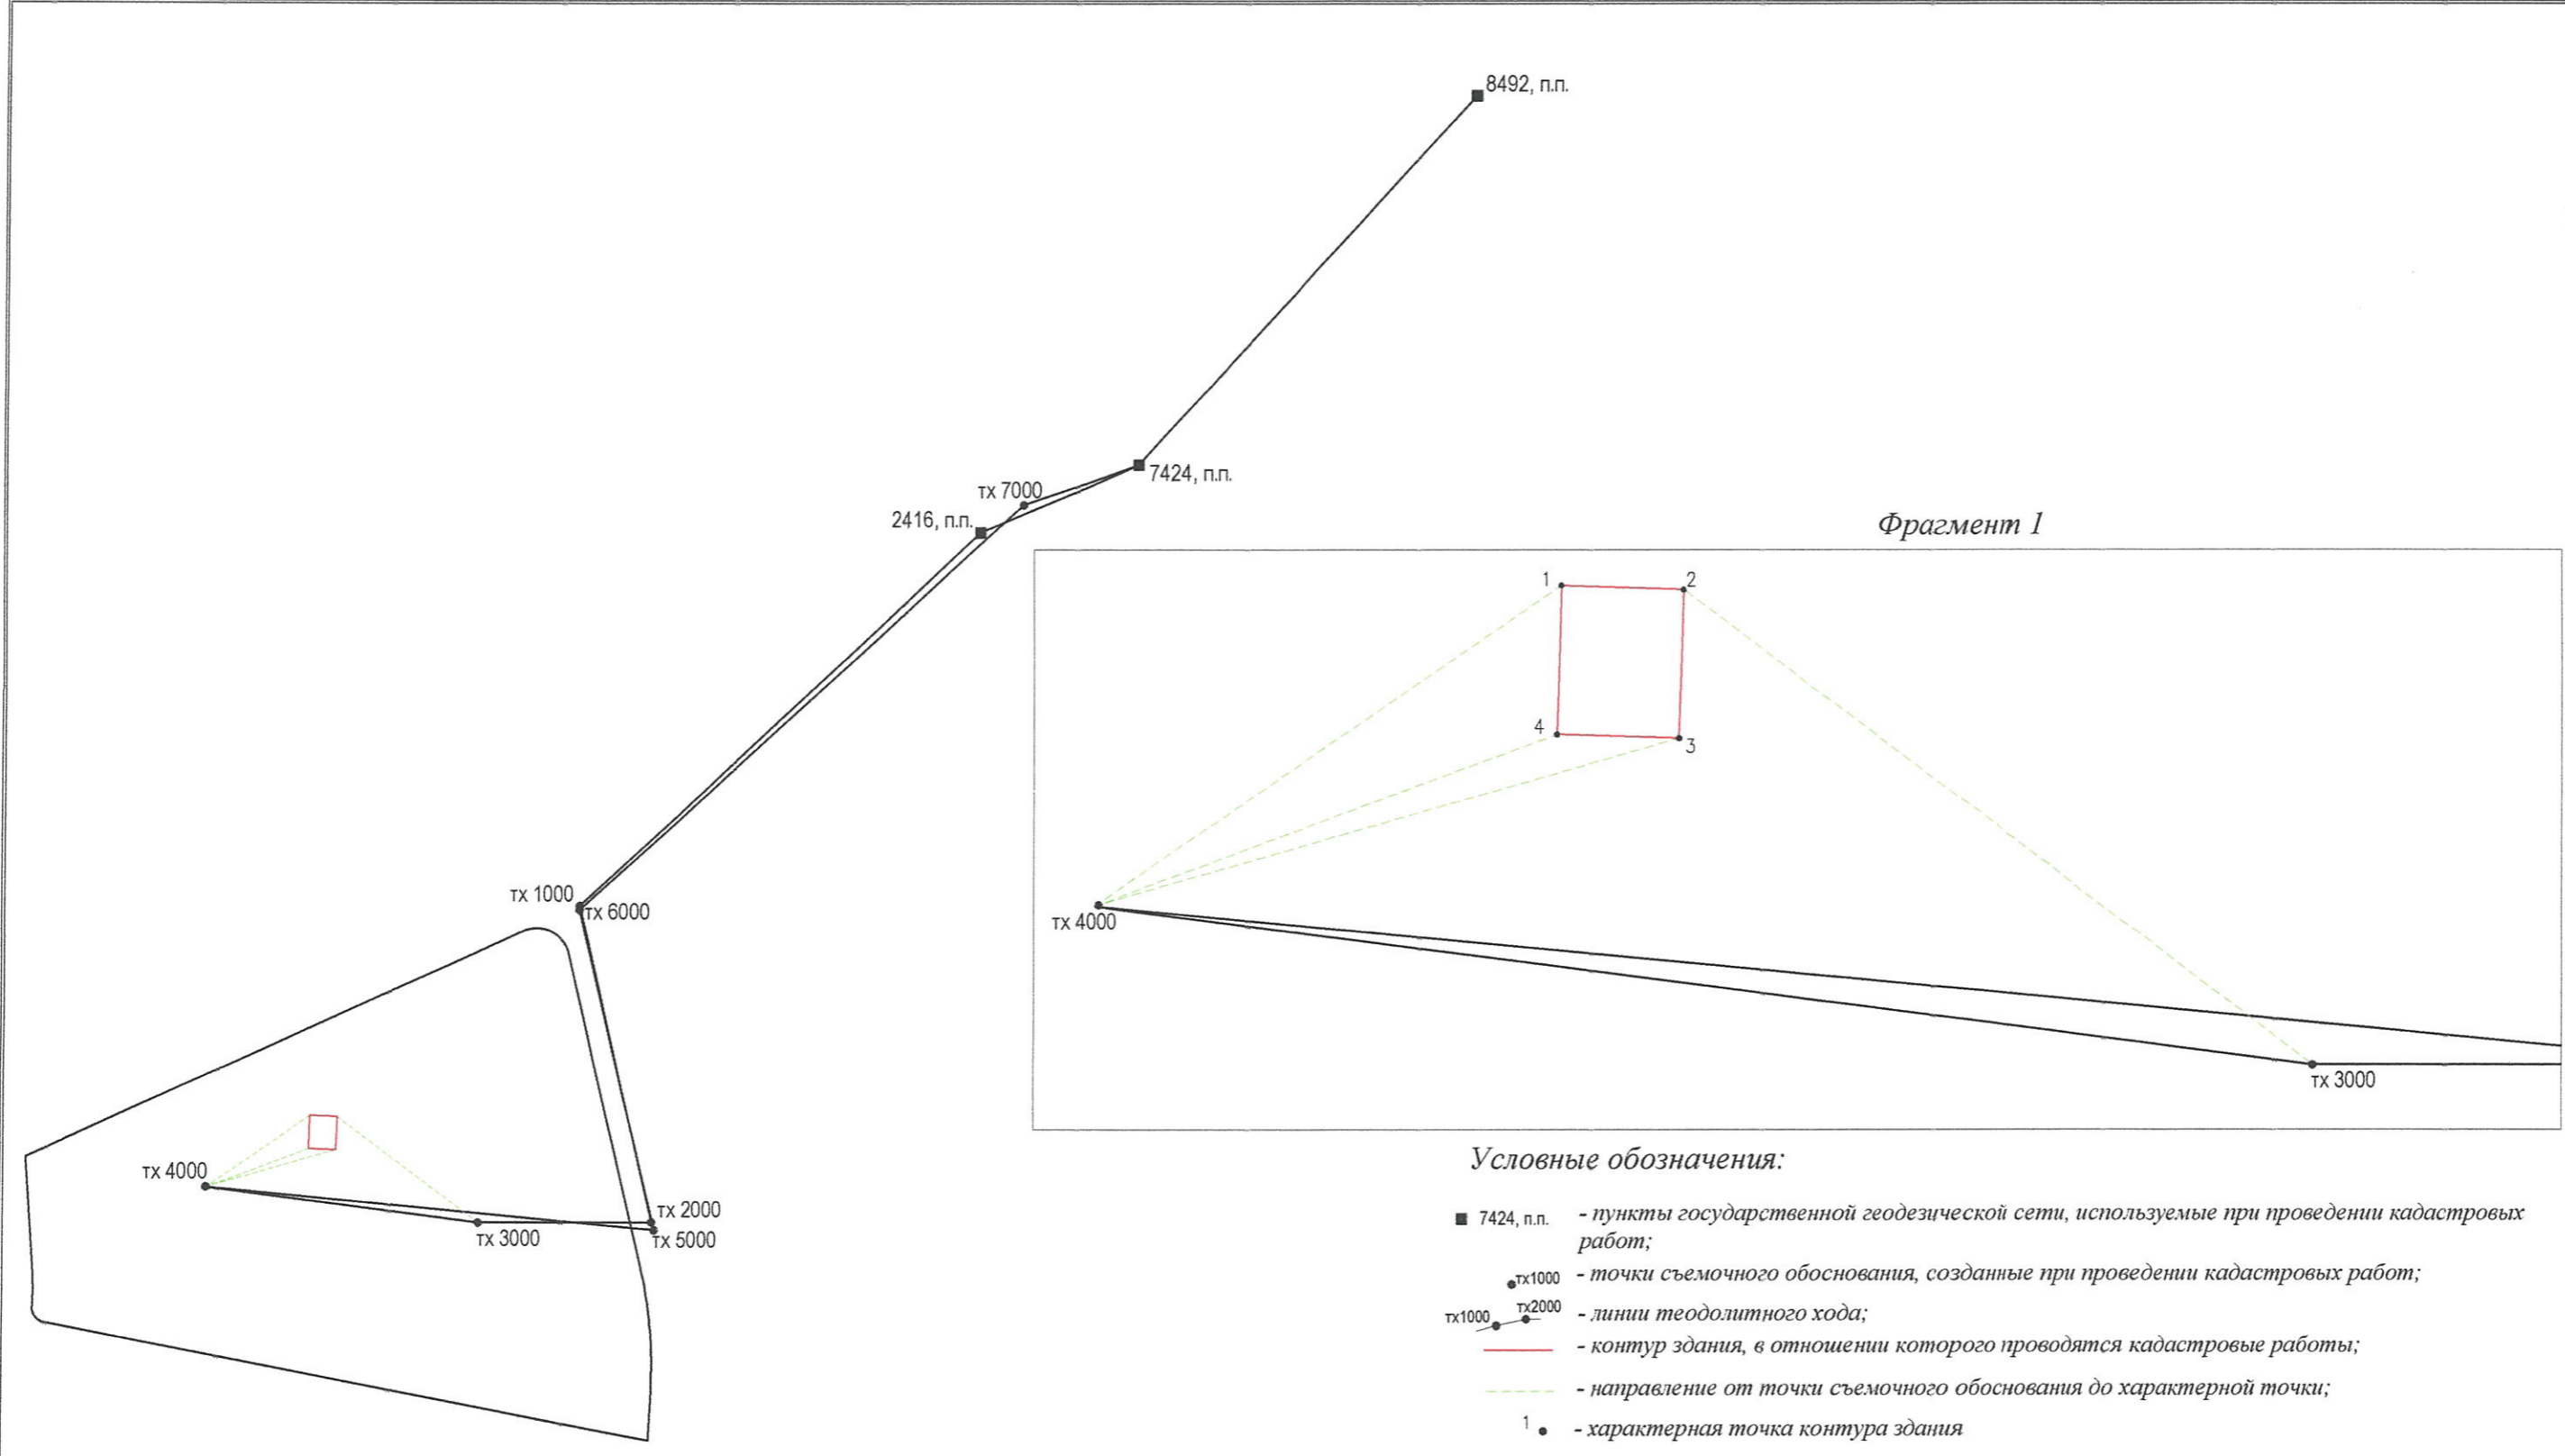 8492, п.п.
7424, п.п.
тх 7000
2416, п.п.
Фрагмент 1
1
2
4
3
тх 4000
тх 3000
тх 1000
тх 6000
тх 4000
тх 2000
тх 3000
тх 5000
Условные обозначения:
7424, п.п. - пункты государственной геодезической сети, используемые при проведении кадастровых
работ;
тх1000 - точки съемочного обоснования, созданные при проведении кадастровых работ;
тх1000 тх2000 - линии теодолитного хода;
- контур здания, в отношении которого проводятся кадастровые работы;
- направление от точки съемочного обоснования до характерной точки;
1 - характерная точка контура здания